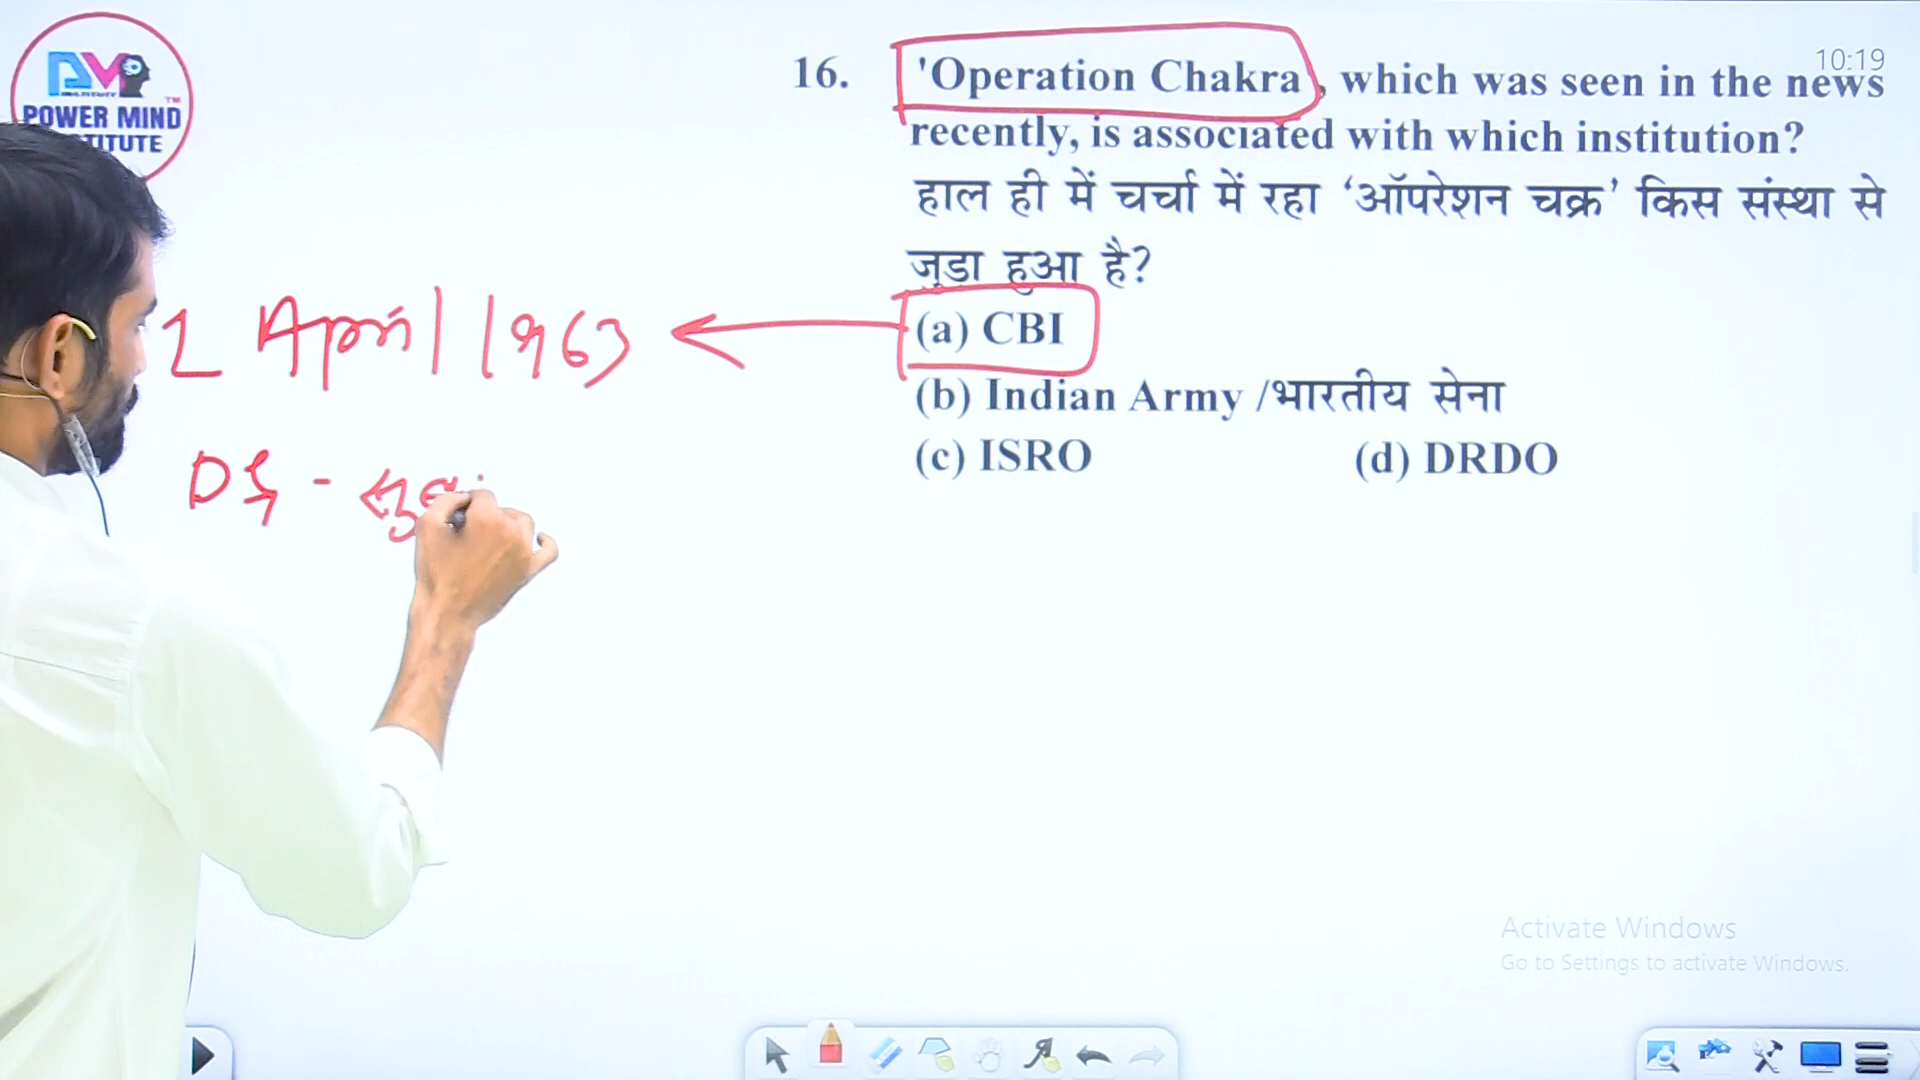 POWER MIND
TITUTE
10:19
16. 'Operation Chakra, which was seen in the news
recently, is associated with which institution?
हाल ही में चर्चा में रहा ‘ऑपरेशन चक्र’ किस संस्था से
जुडा हुआ है?
(a) CBI
1 April 1963
(b) Indian Army /भारतीय सेना
(c) ISRO (d) DRDO
Activate Windows
Go to Settings to activate Windows.